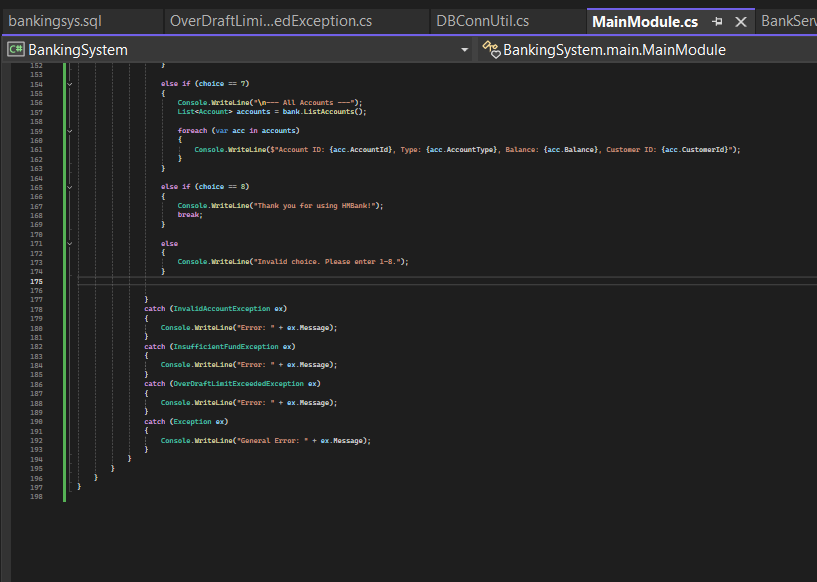 bankingsys.sql OverDraftLimi...edException.cs DBConnUtil.cs MainModule.cs BankServ
C# BankingSystem BankingSystem.main.MainModule
152 }
153
154 else if (choice == 7)
155 {
156 Console.WriteLine("\n--- All Accounts ---");
157 List<Account> accounts = bank.ListAccounts();
158
159 foreach (var acc in accounts)
160 {
161 Console.WriteLine($"Account ID: {acc.AccountId}, Type: {acc.AccountType}, Balance: {acc.Balance}, Customer ID: {acc.CustomerId}");
162 }
163 }
164
165 else if (choice == 8)
166 {
167 Console.WriteLine("Thank you for using HMBank!");
168 break;
169 }
170
171 else
172 {
173 Console.WriteLine("Invalid choice. Please enter 1-8.");
174 }
175
176
177 }
178 catch (InvalidAccountException ex)
179 {
180 Console.WriteLine("Error: " + ex.Message);
181 }
182 catch (InsufficientFundException ex)
183 {
184 Console.WriteLine("Error: " + ex.Message);
185 }
186 catch (OverDraftLimitExceededException ex)
187 {
188 Console.WriteLine("Error: " + ex.Message);
189 }
190 catch (Exception ex)
191 {
192 Console.WriteLine("General Error: " + ex.Message);
193 }
194 }
195 }
196 }
197 }
198